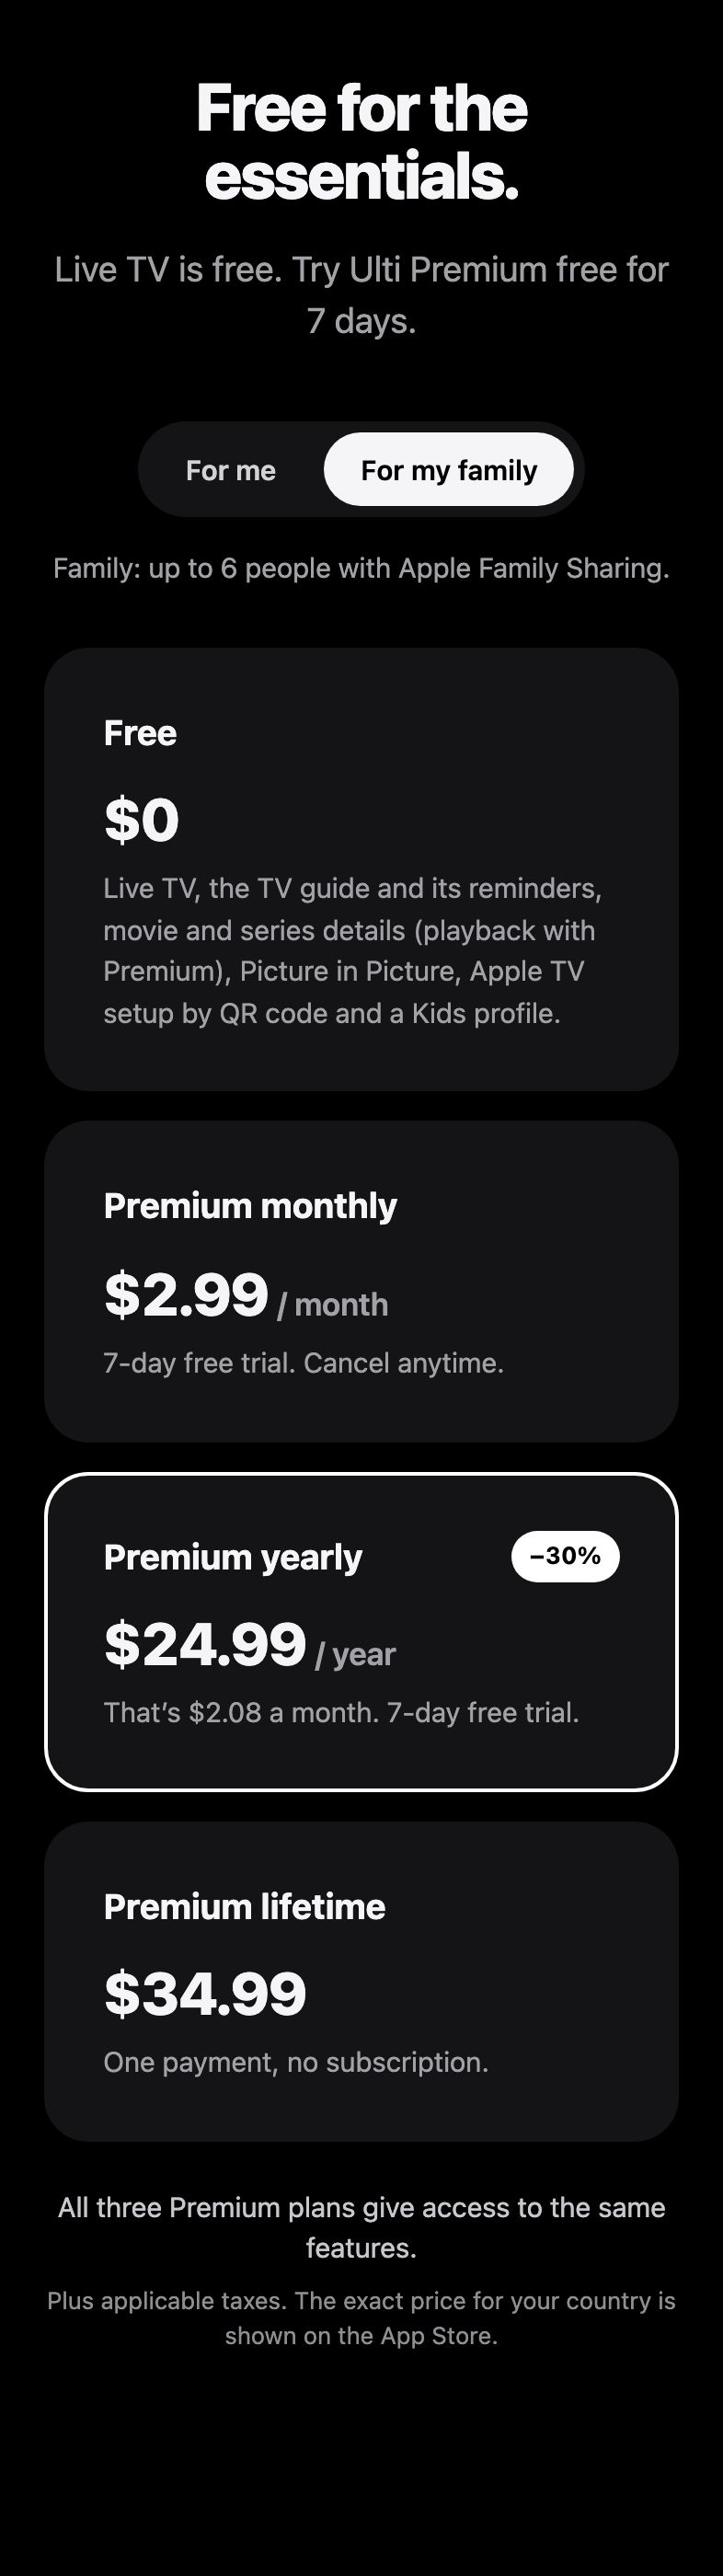 Free for the
essentials.
Live TV is free. Try Ulti Premium free for
7 days.
For me
For my family
Family: up to 6 people with Apple Family Sharing.
Free
$0
Live TV, the TV guide and its reminders,
movie and series details (playback with
Premium), Picture in Picture, Apple TV
setup by QR code and a Kids profile.
Premium monthly
$2.99 / month
7-day free trial. Cancel anytime.
Premium yearly
–30%
$24.99 / year
That’s $2.08 a month. 7-day free trial.
Premium lifetime
$34.99
One payment, no subscription.
All three Premium plans give access to the same
features.
Plus applicable taxes. The exact price for your country is
shown on the App Store.